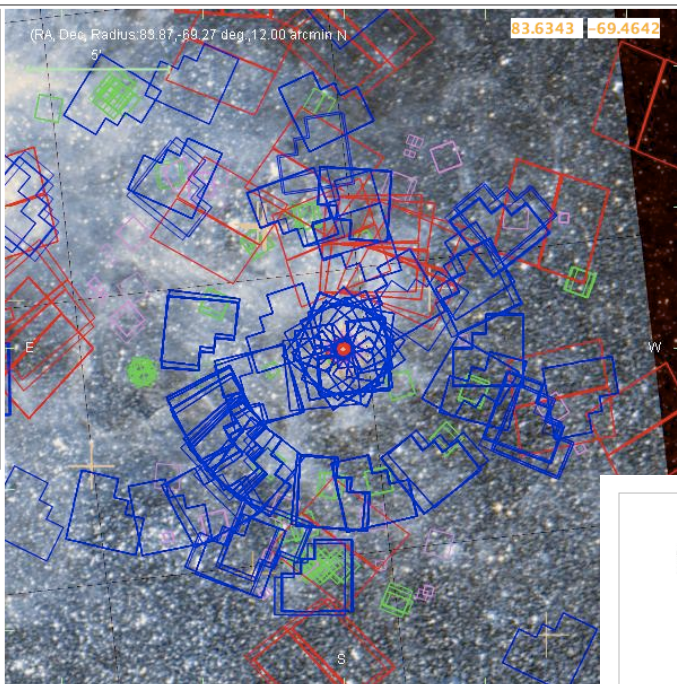 (RA, Dec, Radius:83.87,-69.27 deg, 12.00 arcmin N
83.6343 -69.4642
5'
E
W
S